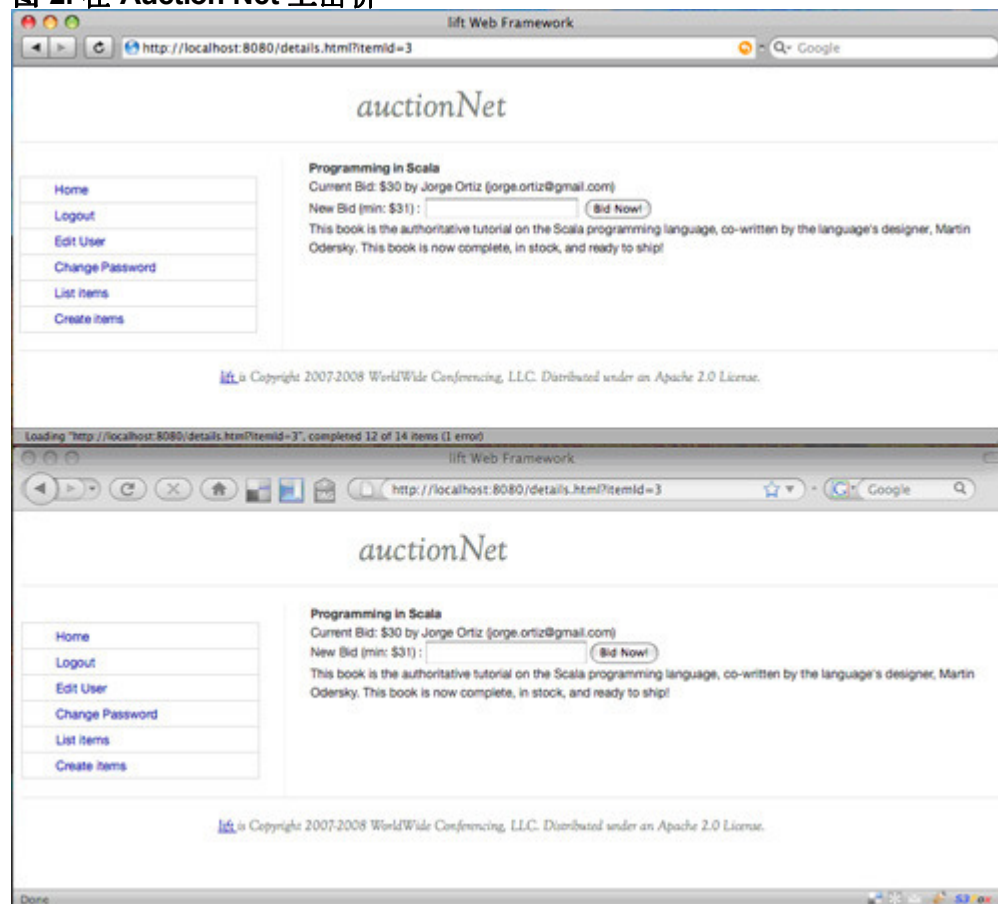 图 2. 在 Auction Net 上出价
lift Web Framework
http://localhost:8080/details.html?itemId=3
Google
auctionNet
Home
Logout
Edit User
Change Password
List items
Create items
Programming in Scala
Current Bid: $30 by Jorge Ortiz (jorge.ortiz@gmail.com)
New Bid (min: $31) :
Bid Now!
This book is the authoritative tutorial on the Scala programming language, co-written by the language's designer, Martin
Odersky. This book is now complete, in stock, and ready to ship!
lift is Copyright 2007-2008 WorldWide Conferencing, LLC. Distributed under an Apache 2.0 License.
Loading "http://localhost:8080/details.html?itemId=3", completed 12 of 14 items (1 error)
lift Web Framework
http://localhost:8080/details.html?itemId=3
Google
auctionNet
Home
Logout
Edit User
Change Password
List items
Create items
Programming in Scala
Current Bid: $30 by Jorge Ortiz (jorge.ortiz@gmail.com)
New Bid (min: $31) :
Bid Now!
This book is the authoritative tutorial on the Scala programming language, co-written by the language's designer, Martin
Odersky. This book is now complete, in stock, and ready to ship!
lift is Copyright 2007-2008 WorldWide Conferencing, LLC. Distributed under an Apache 2.0 License.
Done